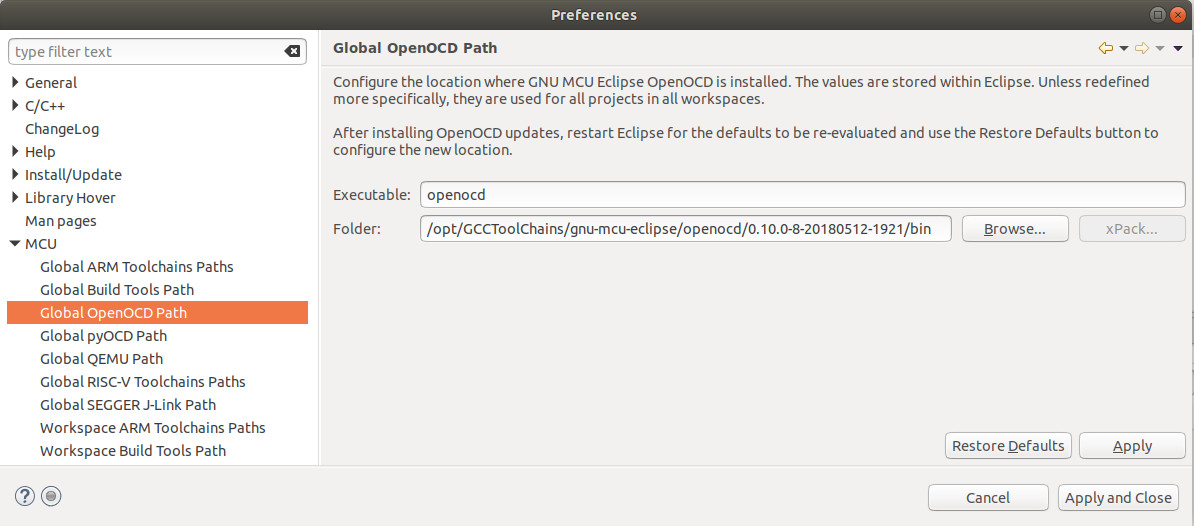 Preferences
type filter text
General
C/C++
ChangeLog
Help
Install/Update
Library Hover
Man pages
MCU
Global ARM Toolchains Paths
Global Build Tools Path
Global OpenOCD Path
Global pyOCD Path
Global QEMU Path
Global RISC-V Toolchains Paths
Global SEGGER J-Link Path
Workspace ARM Toolchains Paths
Workspace Build Tools Path
Global OpenOCD Path
Configure the location where GNU MCU Eclipse OpenOCD is installed. The values are stored within Eclipse. Unless redefined
more specifically, they are used for all projects in all workspaces.
After installing OpenOCD updates, restart Eclipse for the defaults to be re-evaluated and use the Restore Defaults button to
configure the new location.
Executable: openocd
Folder: /opt/GCCToolChains/gnu-mcu-eclipse/openocd/0.10.0-8-20180512-1921/bin Browse... xPack...
Restore Defaults Apply
? Cancel Apply and Close